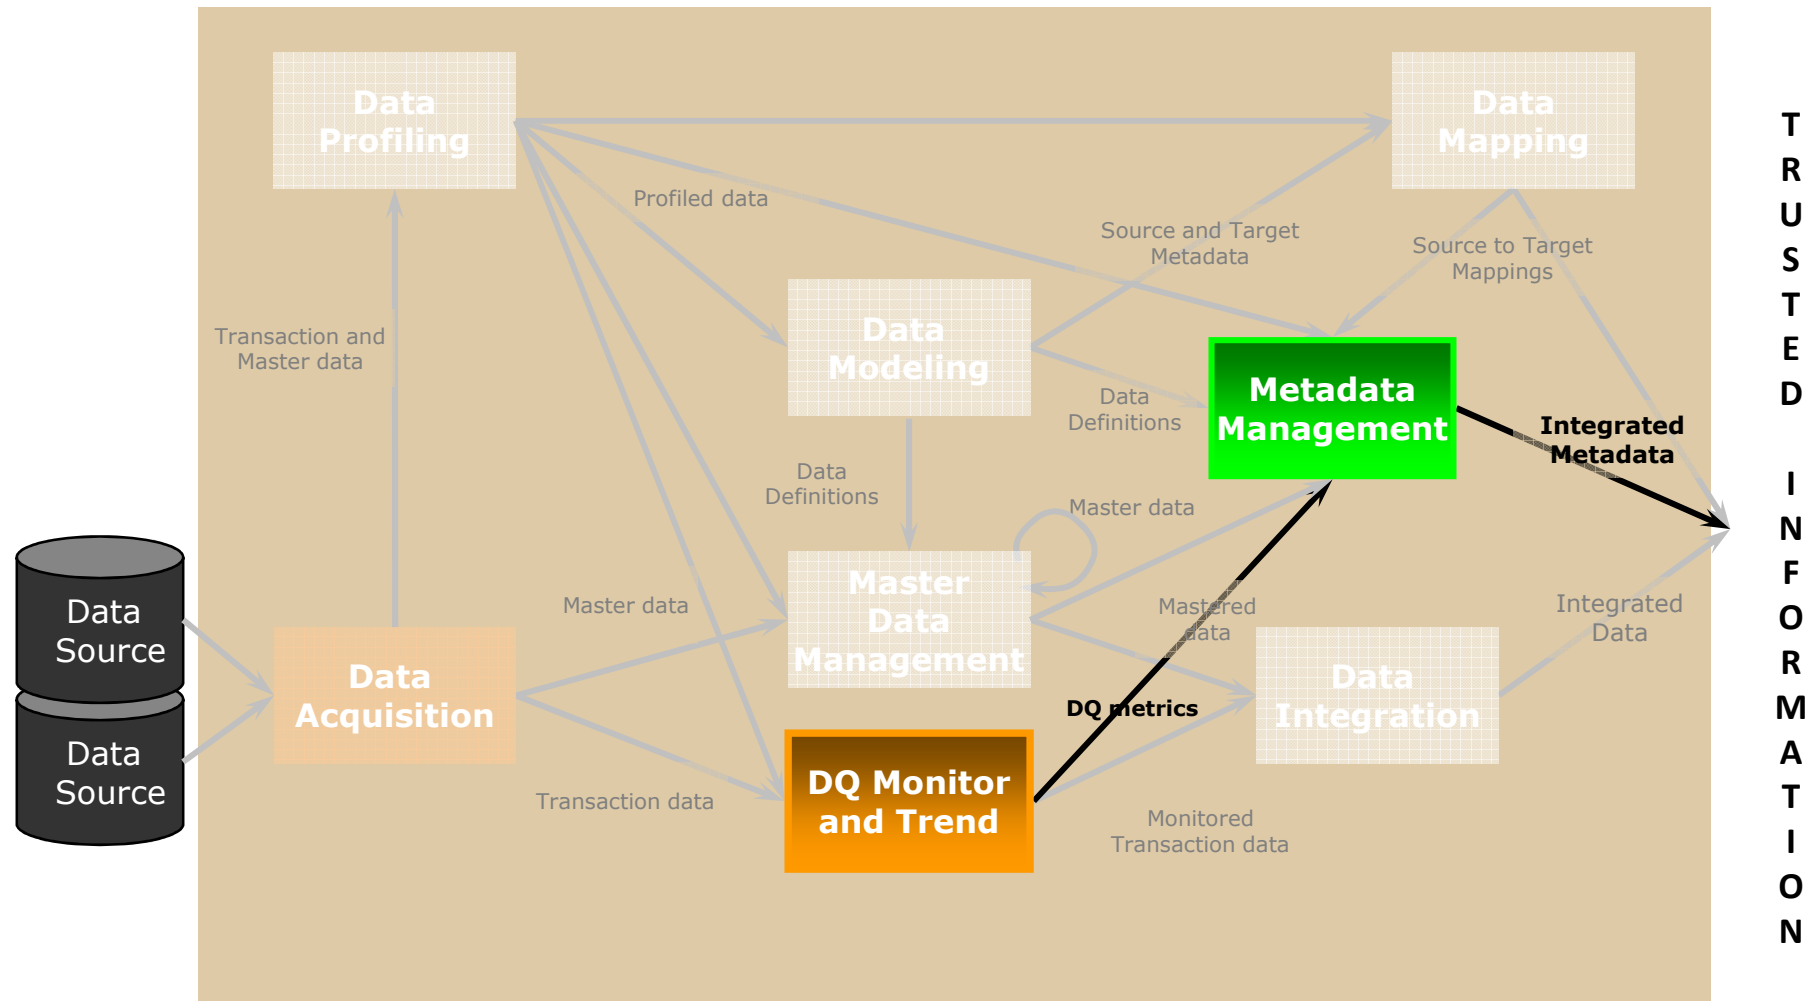 Data
Profiling
Data
Mapping
Profiled data
Source and Target
Metadata
Source to Target
Mappings
Transaction and
Master data
Data
Modeling
Metadata
Management
Data
Definitions
Integrated
Metadata
Data
Definitions
Master data
Data
Source
Data
Source
Data
Acquisition
Master data
Master
Data
Management
Mastered
data
Integrated
Data
Data
Integration
DQ metrics
Transaction data
DQ Monitor
and Trend
Monitored
Transaction data
T
R
U
S
T
E
D
I
N
F
O
R
M
A
T
I
O
N